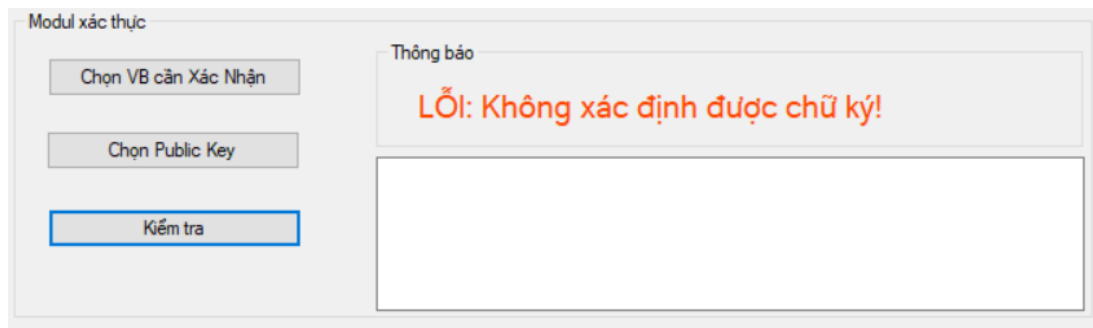 Modul xác thực
Chọn VB cần Xác Nhận
Chọn Public Key
Kiểm tra
Thông báo
LỖI: Không xác định được chữ ký!